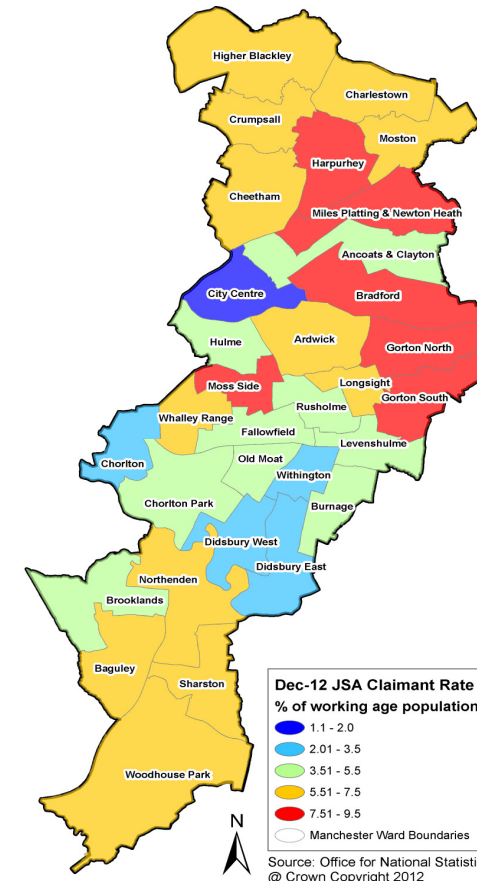 Higher Blackley
Charlestown
Crumpsall
Moston
Harpurhey
Cheetham
Miles Platting & Newton Heath
Ancoats & Clayton
City Centre
Bradford
Hulme
Ardwick
Gorton North
Moss Side
Longsight
Gorton South
Rusholme
Whalley Range
Fallowfield
Levenshulme
Chorlton
Old Moat
Withington
Chorlton Park
Burnage
Didsbury West
Didsbury East
Northenden
Brooklands
Baguley
Sharston
Woodhouse Park
N
Dec-12 JSA Claimant Rate
% of working age population
1.1 - 2.0
2.01 - 3.5
3.51 - 5.5
5.51 - 7.5
7.51 - 9.5
Manchester Ward Boundaries
Source: Office for National Statisti
@ Crown Copyright 2012